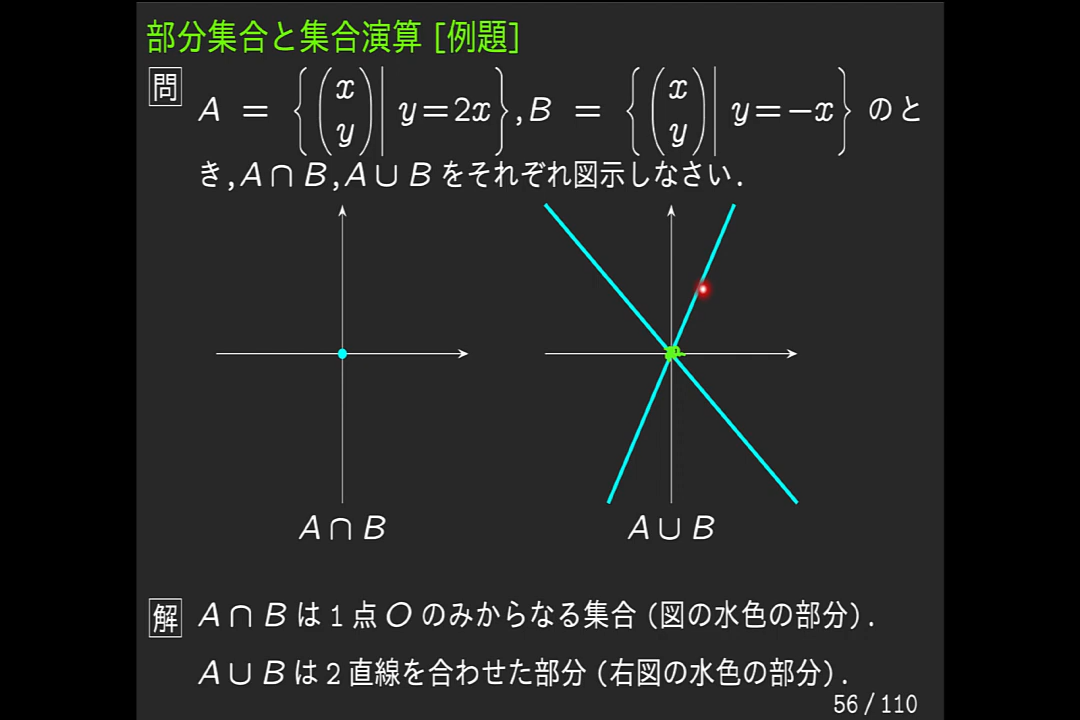 部分集合と集合演算 [例題]
問 A = {(x y) | y=2x}, B = {(x y) | y=−x} のと
き, A∩B, A∪B をそれぞれ図示しなさい.
A∩B
A∪B
解 A∩B は 1 点 O のみからなる集合 (図の水色の部分).
A∪B は 2 直線を合わせた部分 (右図の水色の部分).
56 / 110